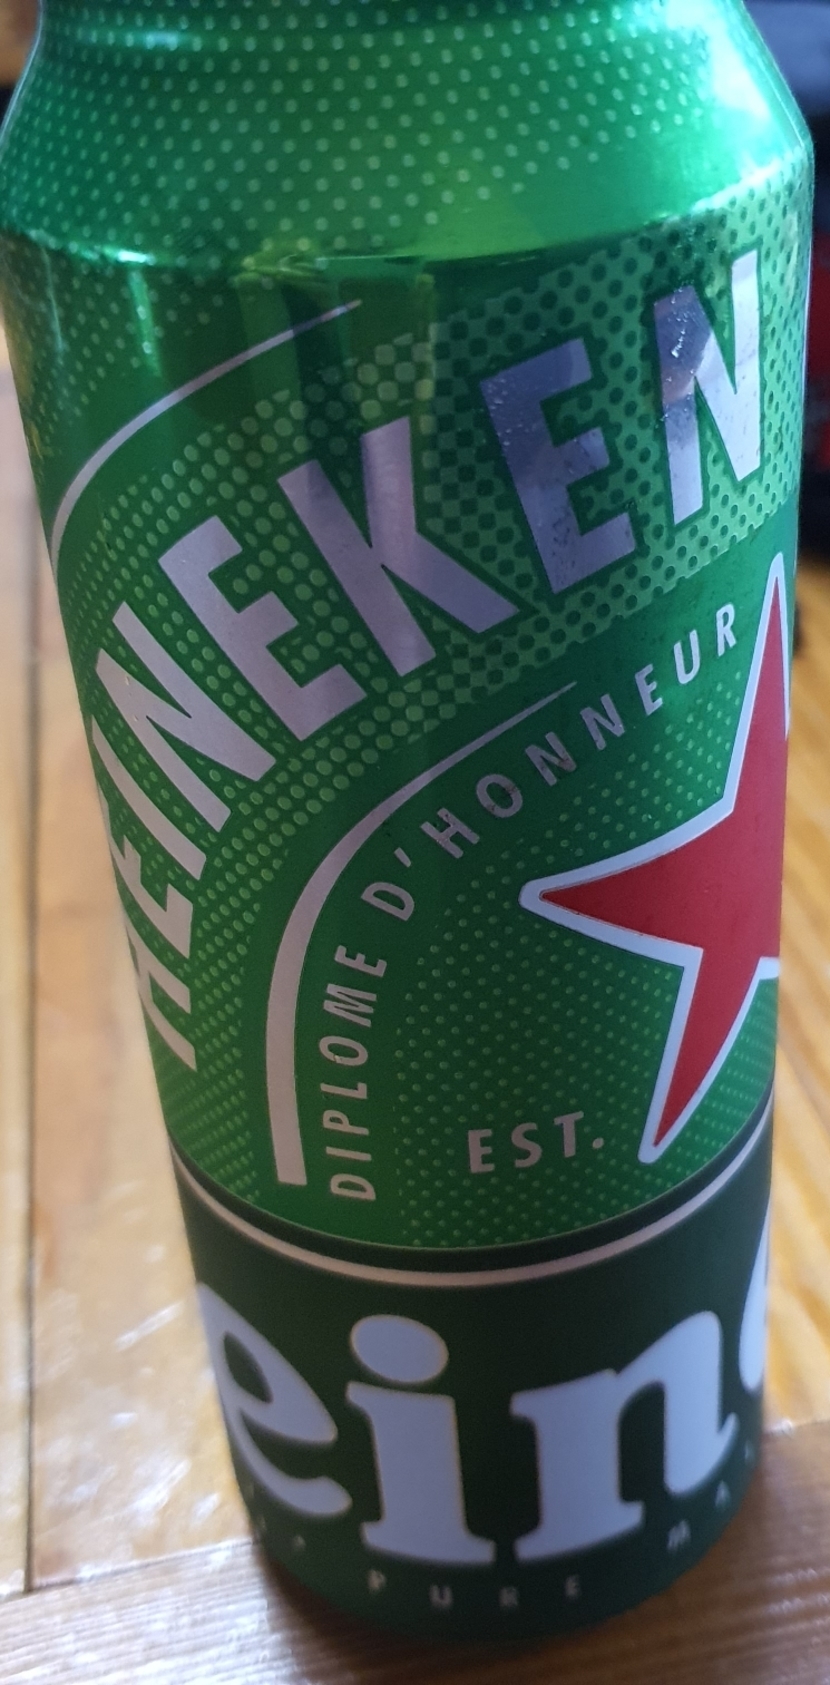 HEINEKEN
DIPLOME D'HONNEUR
EST.
ein
PURE